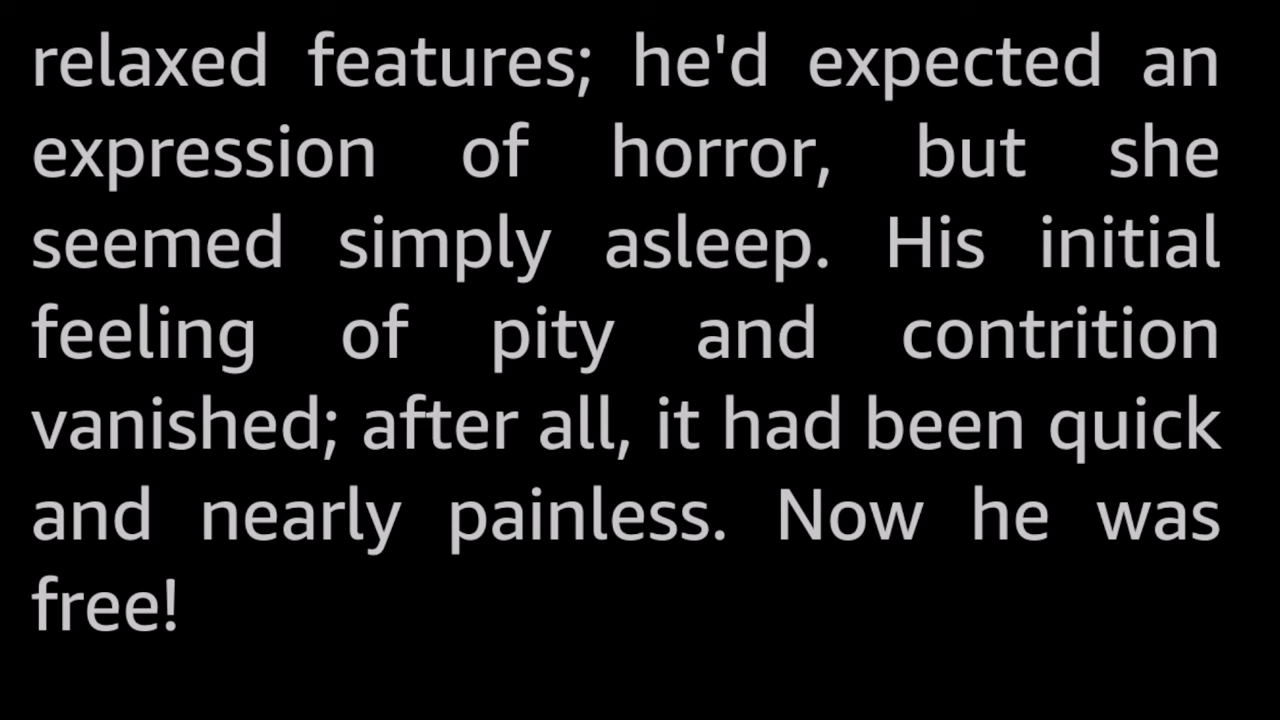 relaxed features; he'd expected an
expression of horror, but she
seemed simply asleep. His initial
feeling of pity and contrition
vanished; after all, it had been quick
and nearly painless. Now he was
free!